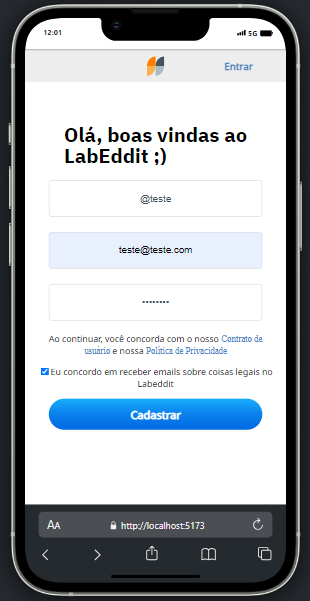 12:01
5G
Entrar
Olá, boas vindas ao
LabEddit ;)
@teste
teste@teste.com
••••••••
Ao continuar, você concorda com o nosso Contrato de
usuário e nossa Política de Privacidade
Eu concordo em receber emails sobre coisas legais no
Labeddit
Cadastrar
AA
http://localhost:5173